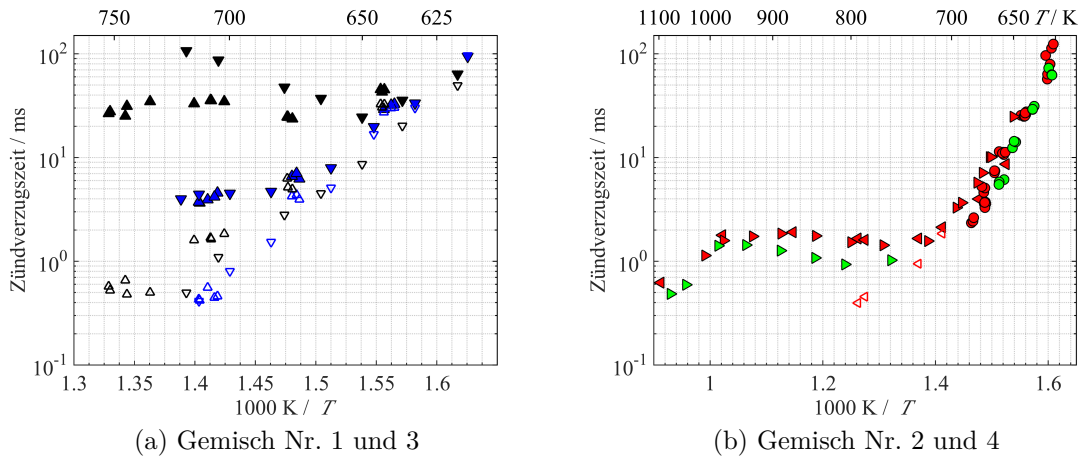 750 700 650 625
Zündverzugszeit / ms
10² 10¹ 10⁰ 10⁻¹
1.3 1.35 1.4 1.45 1.5 1.55 1.6
1000 K / T
(a) Gemisch Nr. 1 und 3
1100 1000 900 800 700 650 T / K
Zündverzugszeit / ms
10² 10¹ 10⁰ 10⁻¹
1 1.2 1.4 1.6
1000 K / T
(b) Gemisch Nr. 2 und 4